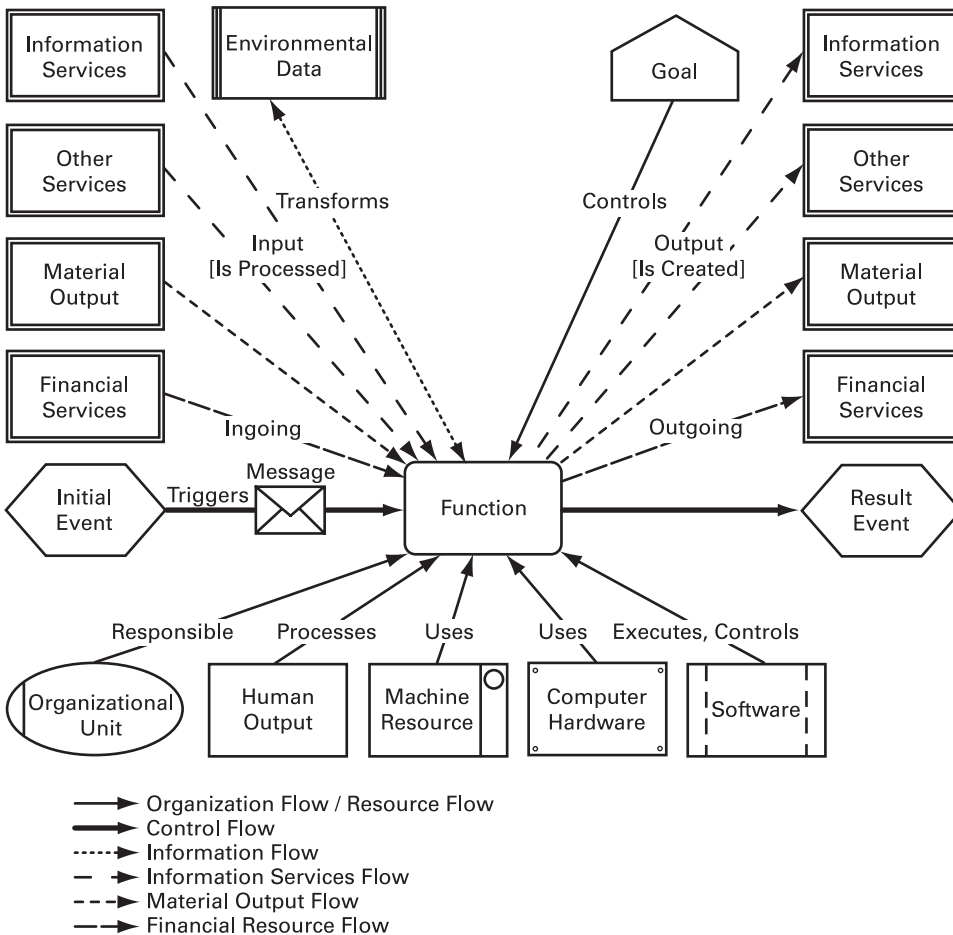 Information
Services
Environmental
Data
Goal
Information
Services
Other
Services
Transforms
Controls
Other
Services
Input
[Is Processed]
Output
[Is Created]
Material
Output
Material
Output
Financial
Services
Ingoing
Outgoing
Financial
Services
Initial
Event
Triggers
Message
Function
Result
Event
Responsible
Processes
Uses
Uses
Executes, Controls
Organizational
Unit
Human
Output
Machine
Resource
Computer
Hardware
Software
Organization Flow / Resource Flow
Control Flow
Information Flow
Information Services Flow
Material Output Flow
Financial Resource Flow